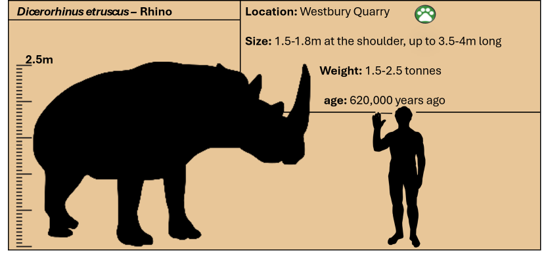 Dicerorhinus etruscus – Rhino
Location: Westbury Quarry
Size: 1.5-1.8m at the shoulder, up to 3.5-4m long
2.5m
Weight: 1.5-2.5 tonnes
age: 620,000 years ago